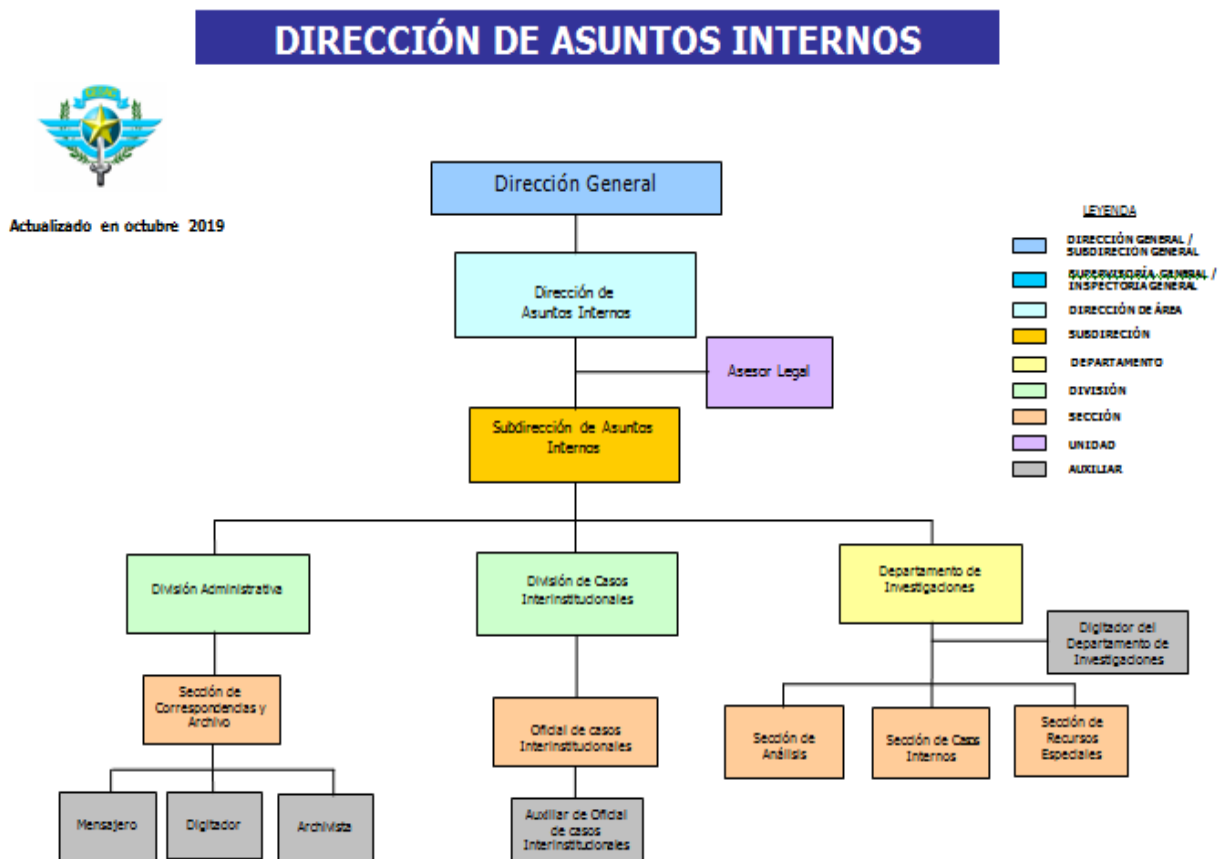 DIRECCIÓN DE ASUNTOS INTERNOS
CESAC
Actualizado en octubre 2019
Dirección General
LEYENDA
DIRECCIÓN GENERAL /
SUBDIRECIÓN GENERAL
SUPERVISORÍA GENERAL /
INSPECTORIA GENERAL
DIRECCIÓN DE ÁREA
SUBDIRECIÓN
DEPARTAMENTO
DIVISIÓN
SECCIÓN
UNIDAD
AUXILIAR
Dirección de
Asuntos Internos
Asesor Legal
Subdirección de Asuntos
Internos
División Administrativa
División de Casos
Interinstitucionales
Departamento de
Investigaciones
Digitador del
Departamento de
Investigaciones
Sección de
Correspondencias y
Archivo
Oficial de casos
Interinstitucionales
Sección de
Análisis
Sección de Casos
Internos
Sección de
Recursos
Especiales
Mensajero
Digitador
Archivista
Auxiliar de Oficial
de casos
Interinstitucionales